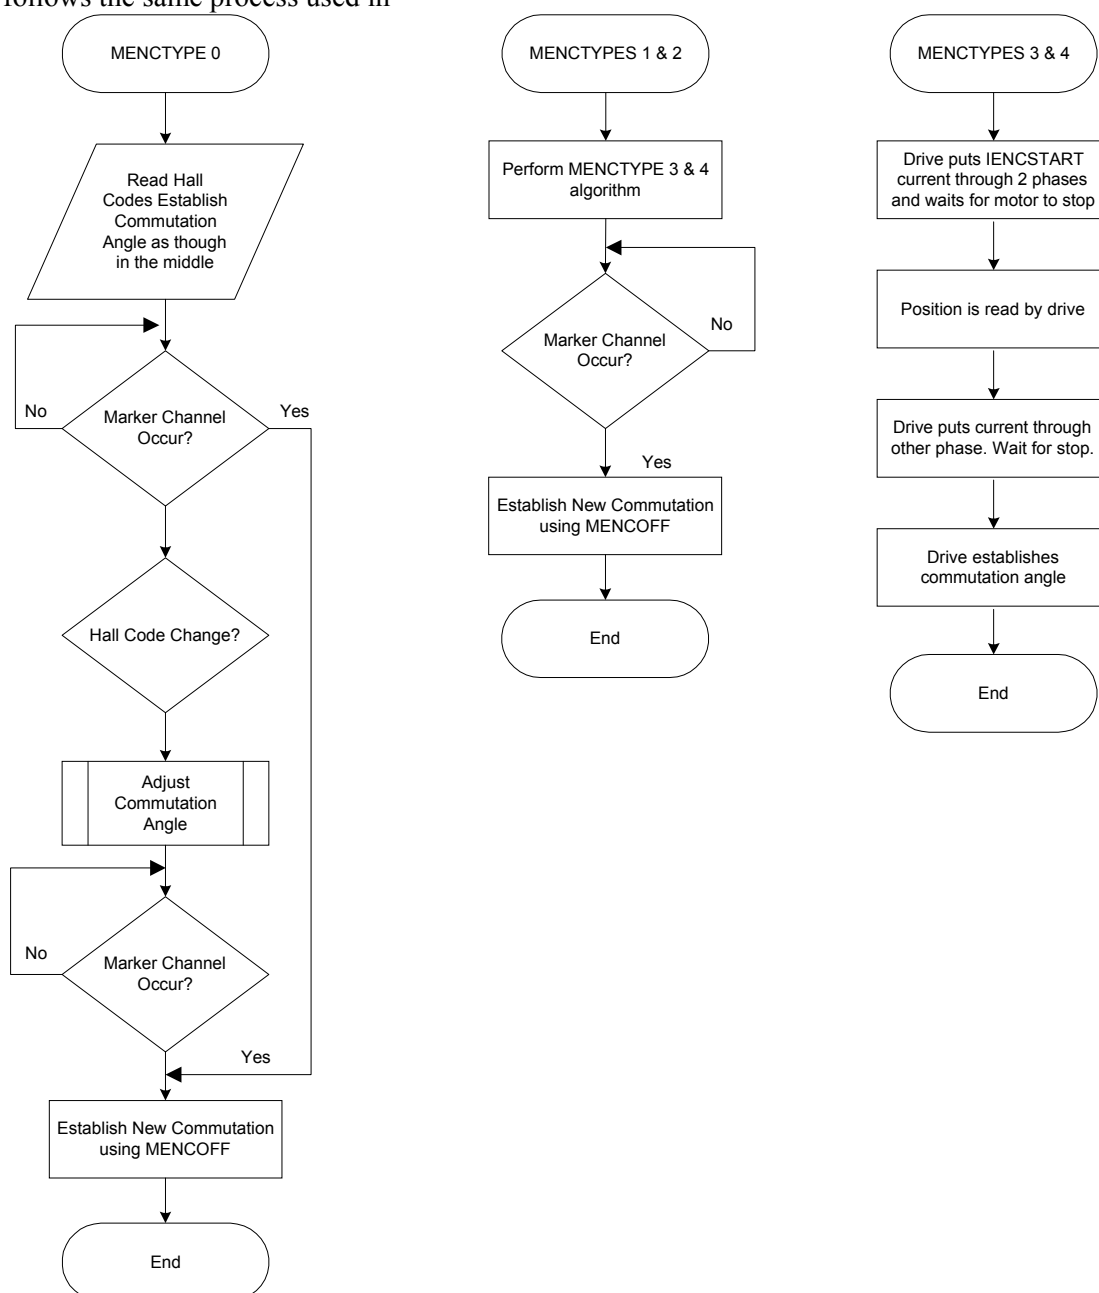 follows the same process used in
MENCTYPE 0
Read Hall
Codes Establish
Commutation
Angle as though
in the middle
No
Marker Channel
Occur?
Yes
Hall Code Change?
Adjust
Commutation
Angle
No
Marker Channel
Occur?
Yes
Establish New Commutation
using MENCOFF
End
MENCTYPES 1 & 2
Perform MENCTYPE 3 & 4
algorithm
Marker Channel
Occur?
No
Yes
Establish New Commutation
using MENCOFF
End
MENCTYPES 3 & 4
Drive puts IENCSTART
current through 2 phases
and waits for motor to stop
Position is read by drive
Drive puts current through
other phase. Wait for stop.
Drive establishes
commutation angle
End